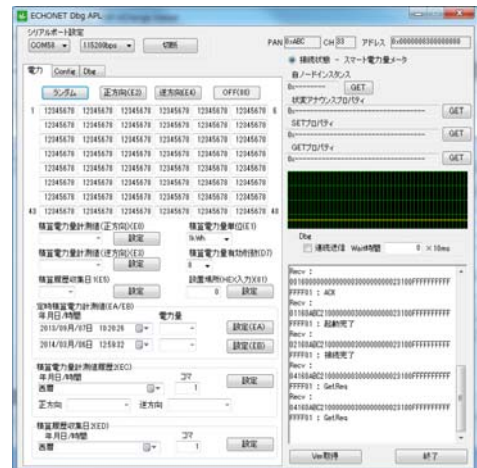 ECHONET Dbg APL
シリアルポート設定
COM58
115200bps
切断
PAN 0xABC
CH 33
アドレス 0x0000000300000000
電力
Config
Dbg
ランダム
正方向(E2)
逆方向(E4)
OFF(80)
1 12345678 12345678 12345678 12345678 12345678 12345678 6
12345678 12345678 12345678 12345678 12345678 12345678
12345678 12345678 12345678 12345678 12345678 12345678
12345678 12345678 12345678 12345678 12345678 12345678
12345678 12345678 12345678 12345678 12345678 12345678
12345678 12345678 12345678 12345678 12345678 12345678
12345678 12345678 12345678 12345678 12345678 12345678
43 12345678 12345678 12345678 12345678 12345678 12345678 48
積算電力量計測値(正方向)(E0)
-
設定
積算電力量単位(E1)
1kWh
積算電力量計測値(逆方向)(E3)
-
設定
積算電力量有効桁数(D7)
8
積算履歴収集日1(E5)
-
設定
設置場所(HEX入力)(81)
0
設定
定時積算電力量計測値(EA/EB)
年月日/時間
電力量
2013/09月/07日 10:20:26
-
設定(EA)
2014/03月/06日 12:59:32
-
設定(EB)
積算電力量計測値履歴2(EC)
年月日/時間
コマ
西暦
1
設定
正方向
-
逆方向
-
積算履歴収集日2(ED)
年月日/時間
コマ
西暦
1
設定
接続状態 - スマート電力量メータ
自ノードインスタンス
GET
状変アナウンスプロパティ
GET
SETプロパティ
GET
GETプロパティ
GET
Dbg
連続送信
Wait時間
0
×10ms
Recv :
FFFF01 : ACK
Recv :
FFFF01 : 起動完了
Recv :
FFFF01 : 接続完了
Recv :
FFFF01 : GetReq
Recv :
FFFF01 : GetReq
Ver取得
終了